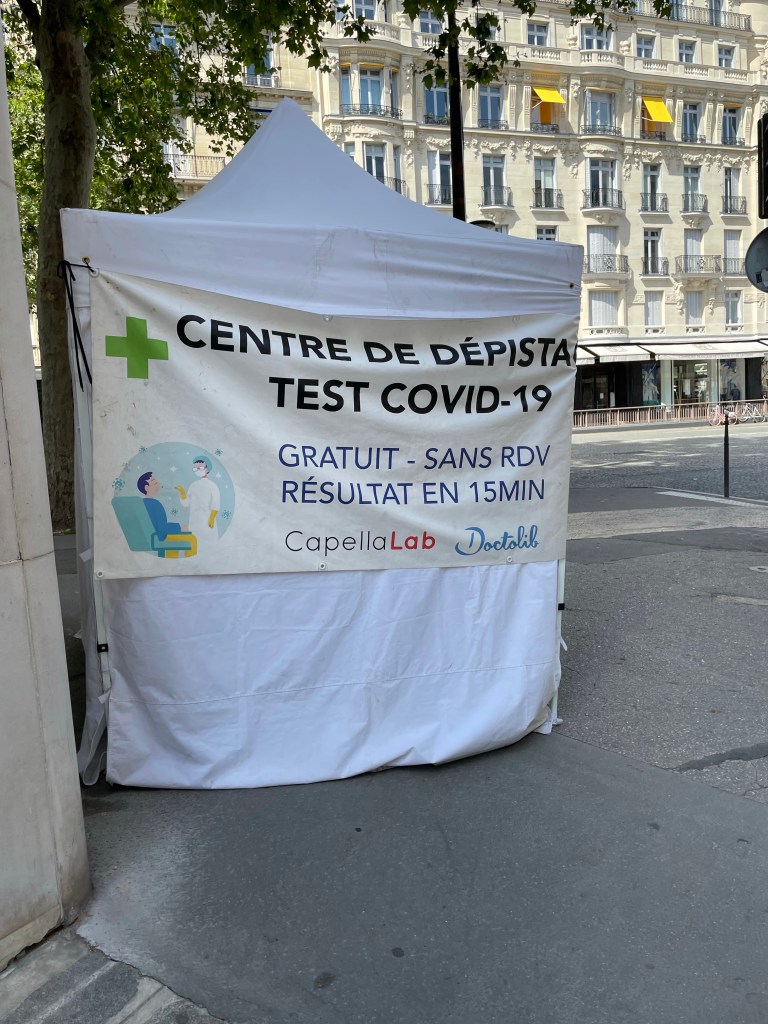 CENTRE DE DÉPISTA
TEST COVID-19
GRATUIT - SANS RDV
RÉSULTAT EN 15MIN
CapellaLab Doctolib